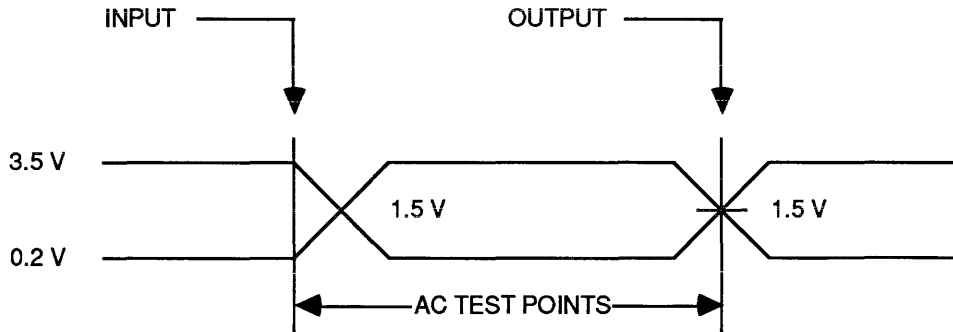 INPUT
OUTPUT
3.5 V
1.5 V
1.5 V
0.2 V
AC TEST POINTS